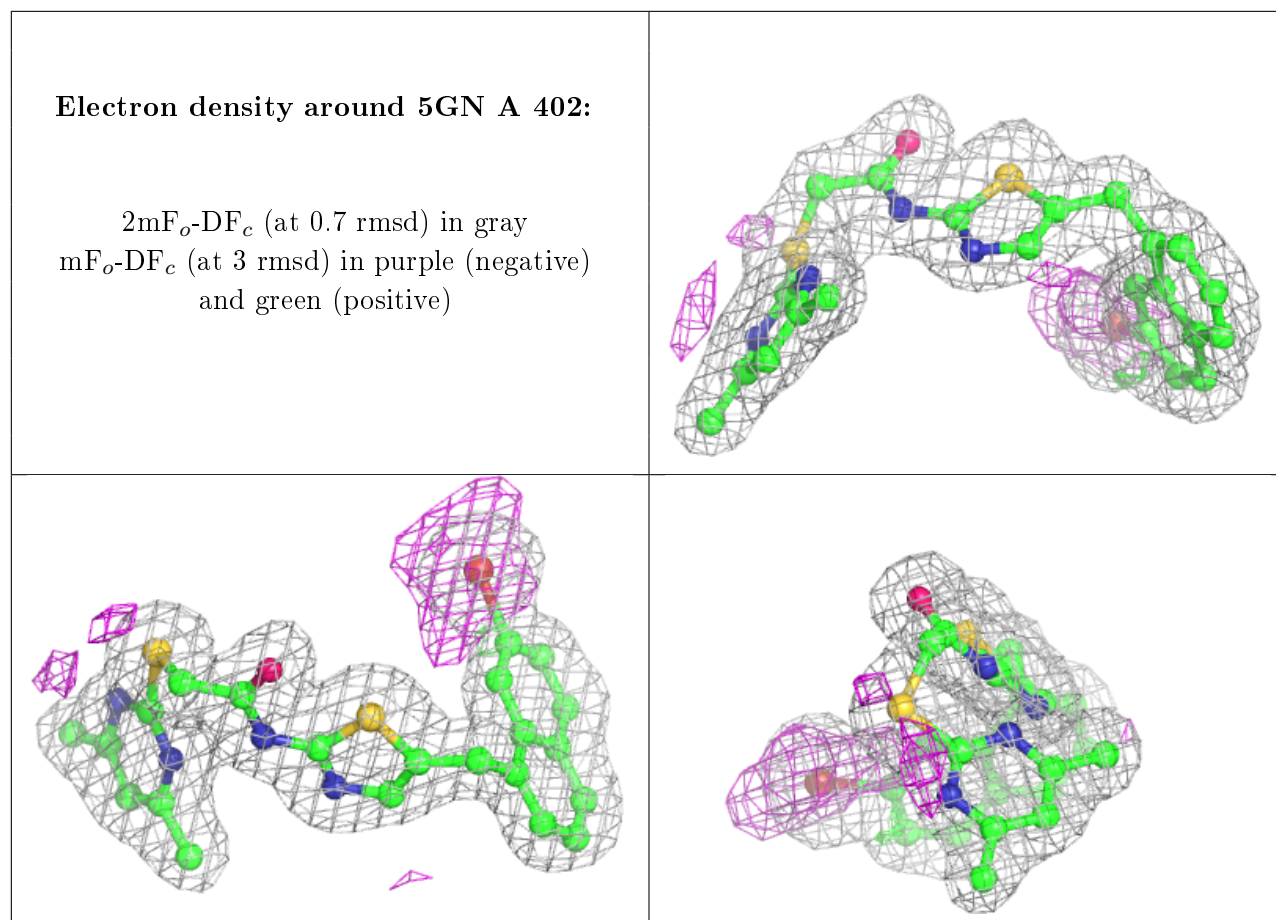 Electron density around 5GN A 402:
2mFo-DFc (at 0.7 rmsd) in gray
mFo-DFc (at 3 rmsd) in purple (negative)
and green (positive)